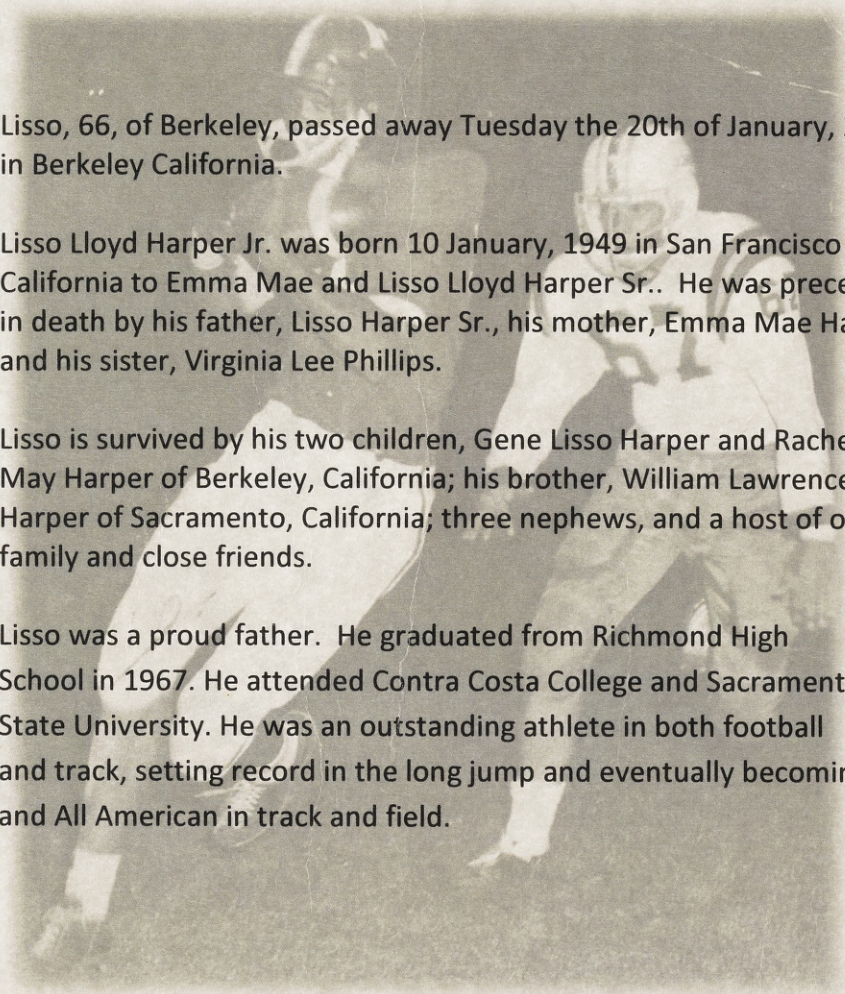 Lisso, 66, of Berkeley, passed away Tuesday the 20th of January,
in Berkeley California.
Lisso Lloyd Harper Jr. was born 10 January, 1949 in San Francisco
California to Emma Mae and Lisso Lloyd Harper Sr..  He was prece
in death by his father, Lisso Harper Sr., his mother, Emma Mae Ha
and his sister, Virginia Lee Phillips.
Lisso is survived by his two children, Gene Lisso Harper and Rache
May Harper of Berkeley, California; his brother, William Lawrence
Harper of Sacramento, California; three nephews, and a host of o
family and close friends.
Lisso was a proud father.  He graduated from Richmond High
School in 1967. He attended Contra Costa College and Sacrament
State University. He was an outstanding athlete in both football
and track, setting record in the long jump and eventually becomin
and All American in track and field.